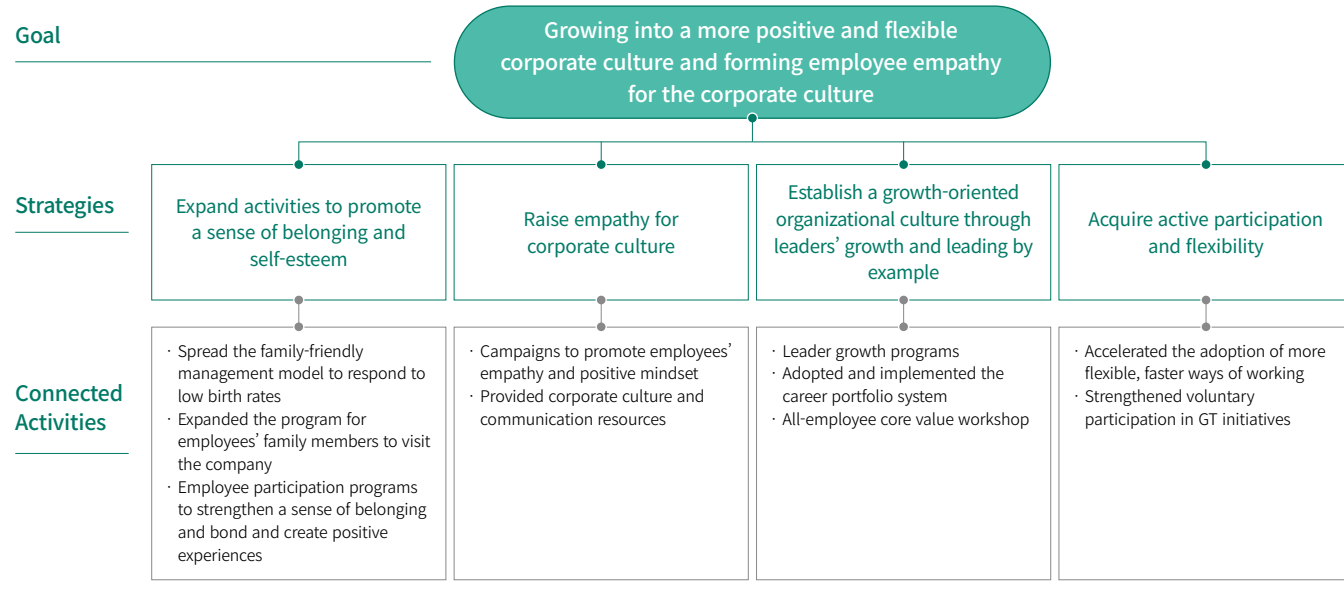 Goal
Growing into a more positive and flexible
corporate culture and forming employee empathy
for the corporate culture
Strategies
Expand activities to promote
a sense of belonging and
self-esteem
Raise empathy for
corporate culture
Establish a growth-oriented
organizational culture through
leaders’ growth and leading by
example
Acquire active participation
and flexibility
Connected
Activities
· Spread the family-friendly
management model to respond to
low birth rates
· Expanded the program for
employees’ family members to visit
the company
· Employee participation programs
to strengthen a sense of belonging
and bond and create positive
experiences
· Campaigns to promote employees’
empathy and positive mindset
· Provided corporate culture and
communication resources
· Leader growth programs
· Adopted and implemented the
career portfolio system
· All-employee core value workshop
· Accelerated the adoption of more
flexible, faster ways of working
· Strengthened voluntary
participation in GT initiatives